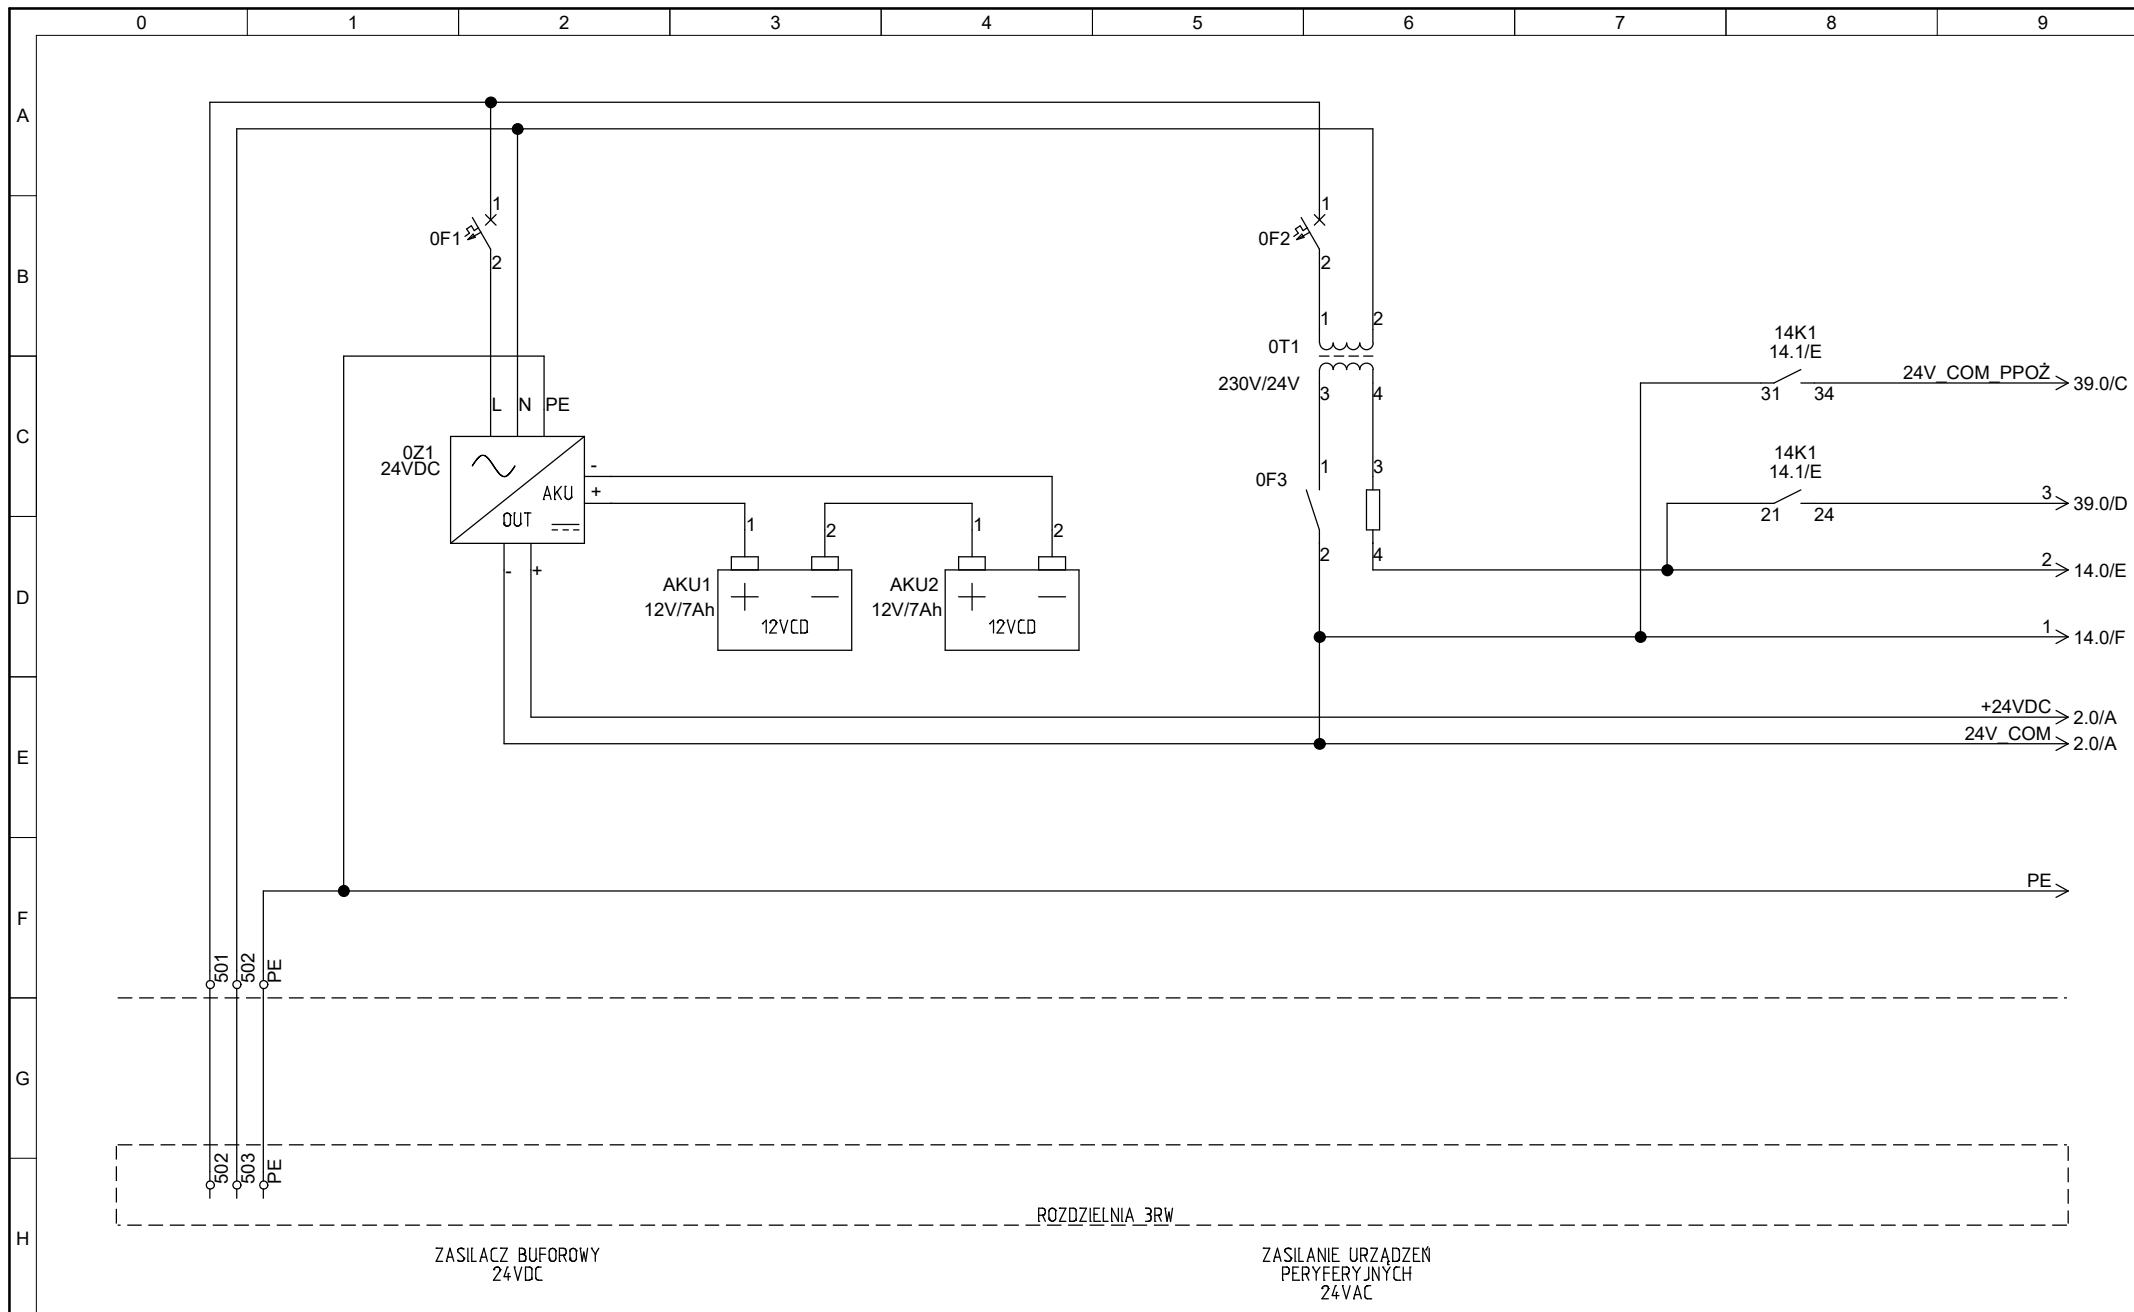 0 1 2 3 4 5 6 7 8 9
A
1 1
0F1 0F2
B
2 2
1 2
14K1
0T1 14.1/E
24V_COM_PPOŻ 39.0/C
230V/24V
3 4
31 34
L N PE
C
0Z1
24VDC
14K1
14.1/E
-
AKU +
1 3
0F3
3 39.0/D
21 24
OUT
1 2 1 2
2 4
2 14.0/E
- +
AKU1 AKU2
12V/7Ah 12V/7Ah
D
12VCD 12VCD
1 14.0/F
+24VDC 2.0/A
24V_COM 2.0/A
E
PE
F
501 502 PE
G
502 503 PE
ROZDZIELNIA 3RW
H
ZASILACZ BUFOROWY
24VDC
ZASILANIE URZĄDZEŃ
PERYFERYJNYCH
24VAC